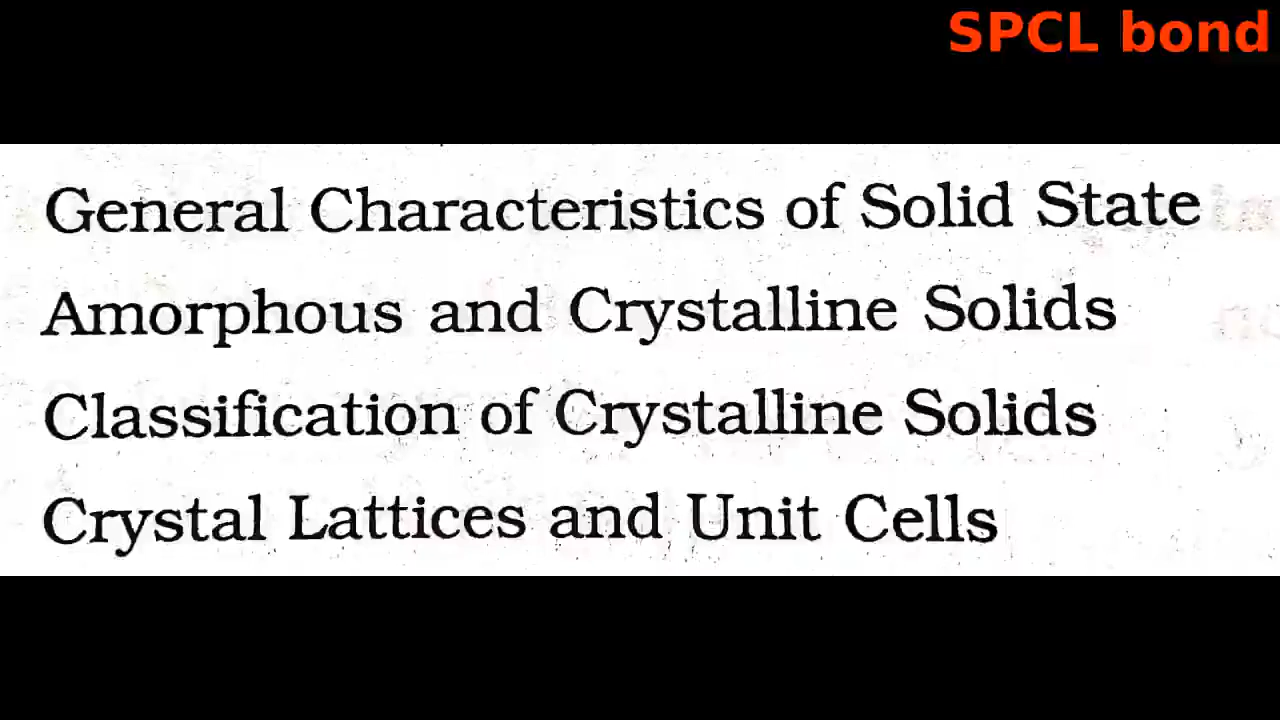 SPCL bond
General Characteristics of Solid State
Amorphous and Crystalline Solids
Classification of Crystalline Solids
Crystal Lattices and Unit Cells